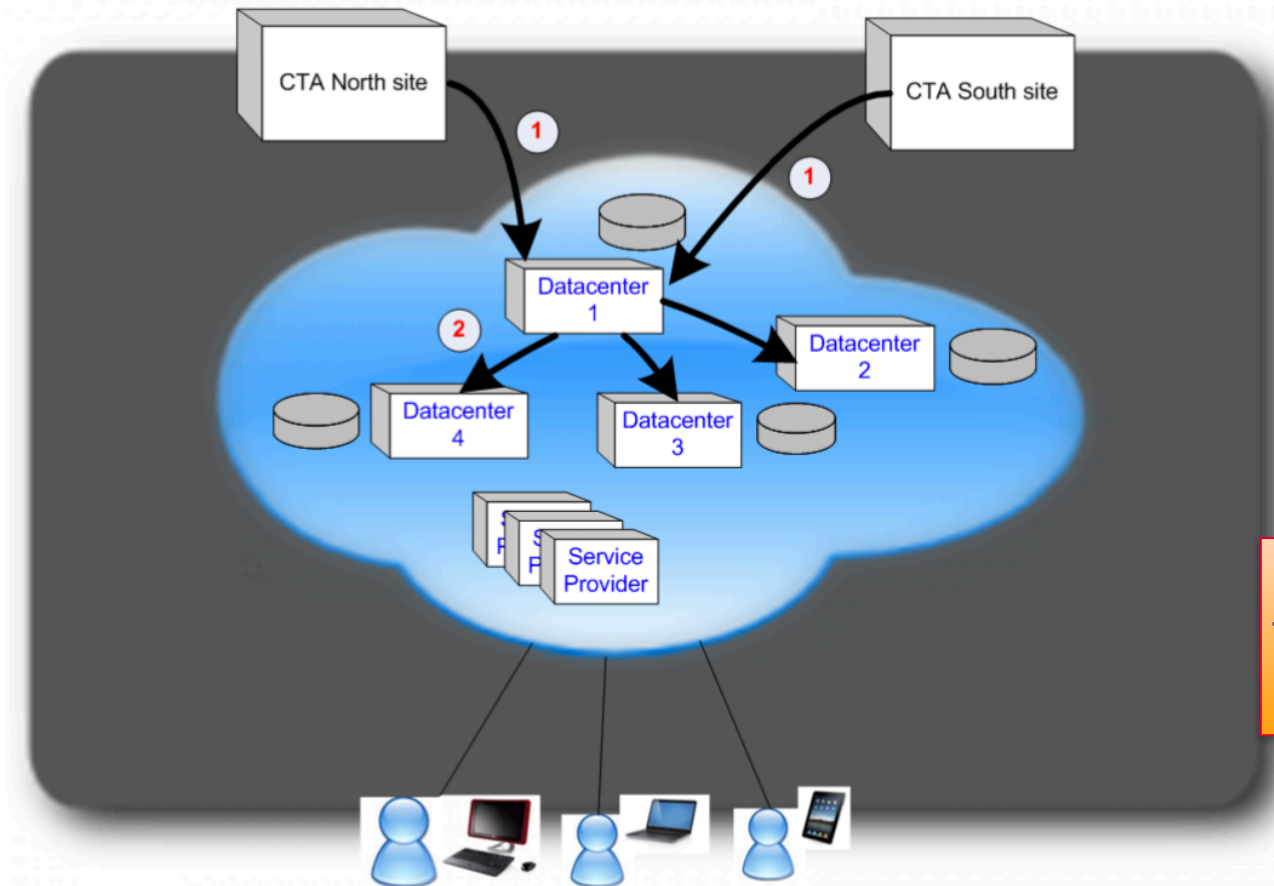 CTA North site
CTA South site
1
1
Datacenter
1
2
Datacenter
2
Datacenter
4
Datacenter
3
S
P
S
P
Service
Provider